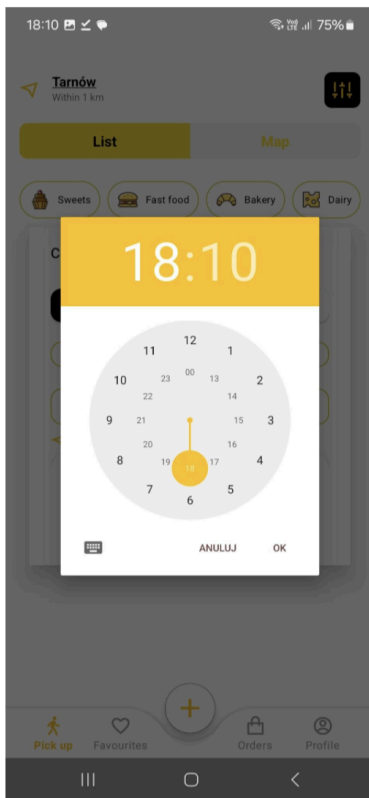 18:10 75%
Tarnów
Within 1 km
List Map
Sweets Fast food Bakery Dairy
18:10
C
12
11 1
00
23 13
10 2
22 14
9 21 15 3
20 16
8 19 18 17 4
7 5
6
ANULUJ OK
Pick up Favourites + Orders Profile